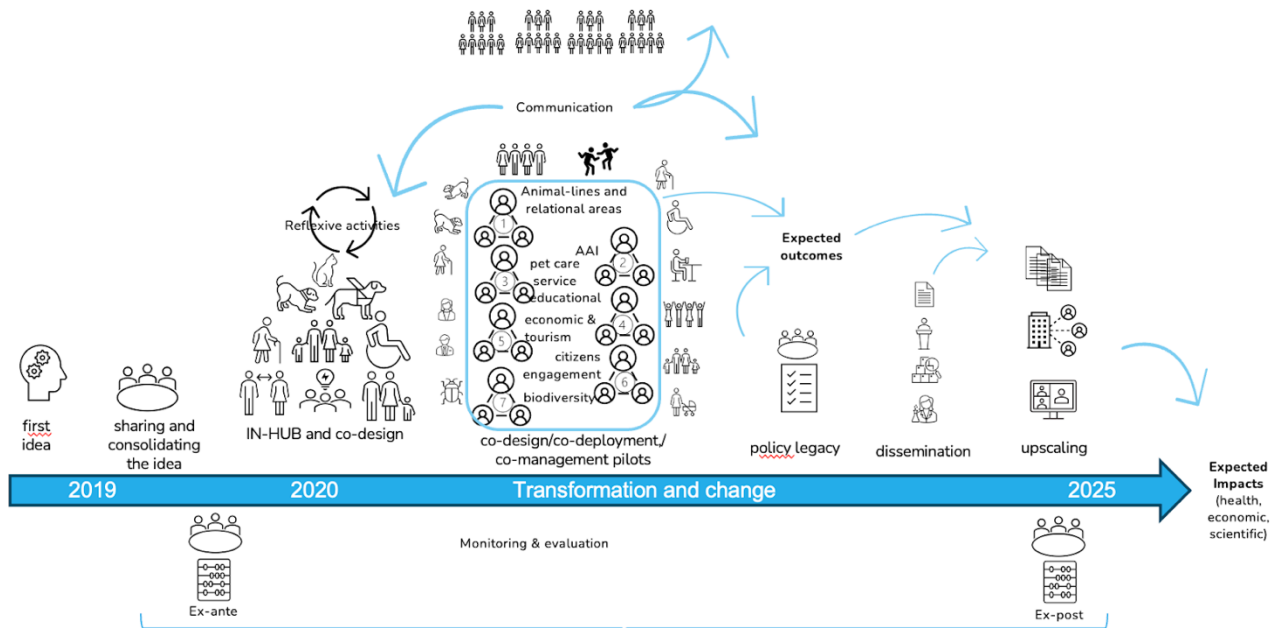 Communication
Reflexive activities
Animal-lines and
relational areas
1
AAI
2
pet care
service
3
educational
4
economic &
tourism
5
citizens
engagement
6
biodiversity
7
Expected
outcomes
first
idea
sharing and
consolidating
the idea
IN-HUB and co-design
co-design/co-deployment,/
co-management pilots
policy legacy
dissemination
upscaling
2019
2020
Transformation and change
2025
Expected
Impacts
(health,
economic,
scientific)
Monitoring & evaluation
Ex-ante
Ex-post